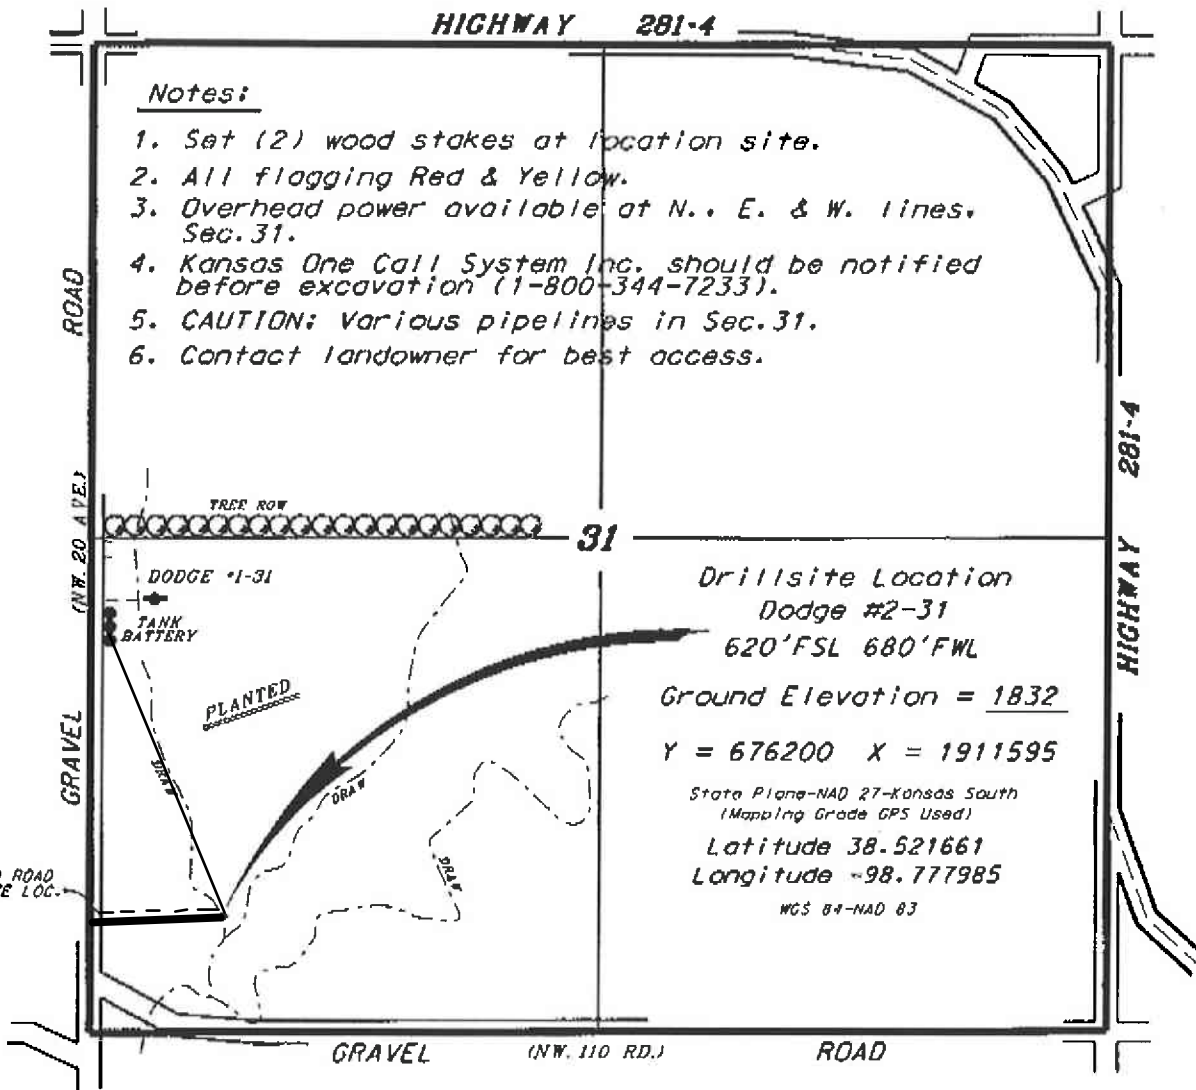 HIGHWAY 281-4
Notes:
1. Set (2) wood stakes at location site.
2. All flagging Red & Yellow.
3. Overhead power available at N., E. & W. lines,
Sec.31.
4. Kansas One Call System Inc. should be notified
before excavation (1-800-344-7233).
5. CAUTION: Various pipelines in Sec.31.
6. Contact landowner for best access.
GRAVEL (NW. 20 AVE.) ROAD
HIGHWAY 281-4
TREE ROW
31
DODGE #1-31
TANK
BATTERY
PLANTED
DRAW
DRAW
DRAW
Drillsite Location
Dodge #2-31
620'FSL 680'FWL
Ground Elevation = 1832
Y = 676200 X = 1911595
State Plane-NAD 27-Kansas South
(Mapping Grade GPS Used)
Latitude 38.521661
Longitude -98.777985
WGS 84-NAD 83
ROAD
LOC.
GRAVEL (NW. 110 RD.) ROAD